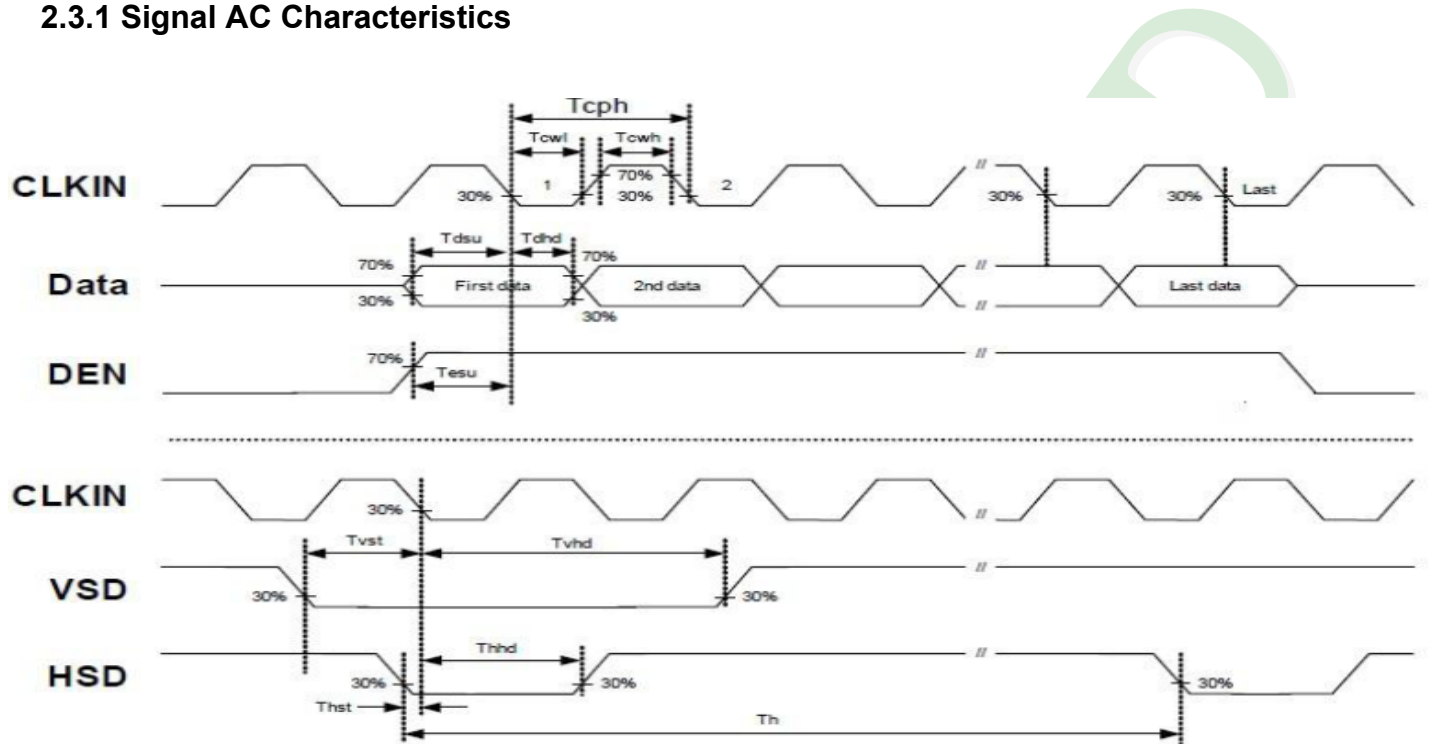 2.3.1 Signal AC Characteristics
Tcph
Tcwl
Tcwh
CLKIN
30%
1
70%
30%
2
//
30%
30%
Last
Tdsu
Tdhd
70%
70%
Data
First data
2nd data
//
//
Last data
30%
30%
DEN
70%
Tesu
//
CLKIN
30%
//
Tvst
Tvhd
VSD
30%
30%
//
Thhd
HSD
30%
30%
//
30%
Thst
Th